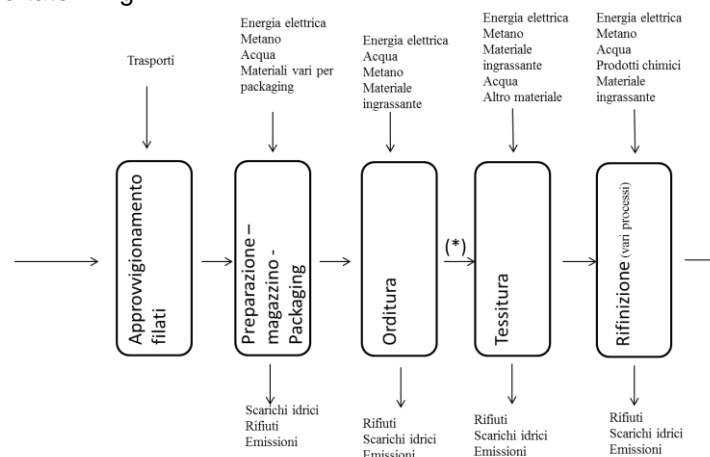 Trasporti
Energia elettrica
Metano
Acqua
Materiali vari per
packaging
Energia elettrica
Acqua
Metano
Materiale
ingrassante
Energia elettrica
Metano
Materiale
ingrassante
Acqua
Altro materiale
Energia elettrica
Metano
Acqua
Prodotti chimici
Materiale
ingrassante
Approvvigionamento
filati
Preparazione –
magazzino -
Packaging
Orditura
(*)
Tessitura
Rifinizione (vari processi)
Scarichi idrici
Rifiuti
Emissioni
Rifiuti
Scarichi idrici
Emissioni
Rifiuti
Scarichi idrici
Emissioni
Rifiuti
Scarichi idrici
Emissioni